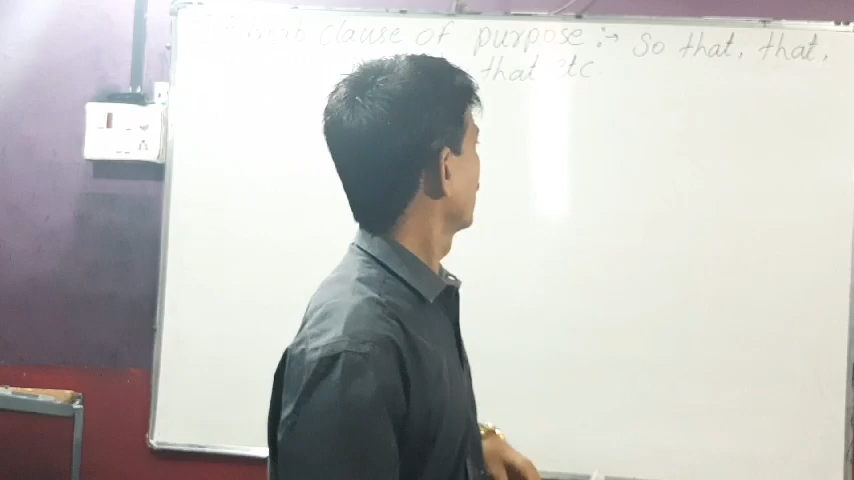 clause of purpose :→ So that, that,
that etc